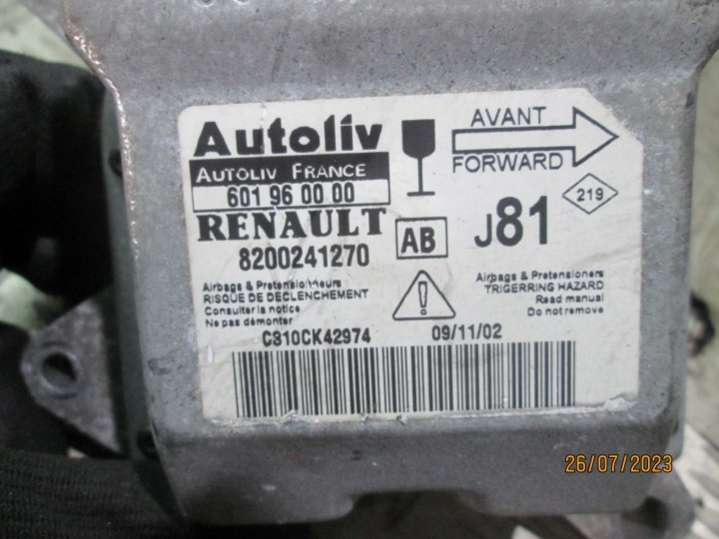 Autoliv
AUTOLIV FRANCE
601 96 00 00
RENAULT
8200241270
AB
AVANT
FORWARD
J81
219
Airbags & Pretensionneurs
RISQUE DE DECLENCHEMENT
Consulter la notice
Ne pas démonter
Airbags & Pretensioners
TRIGERRING HAZARD
Read manual
Do not remove
C310CK42974
09/11/02
26/07/2023